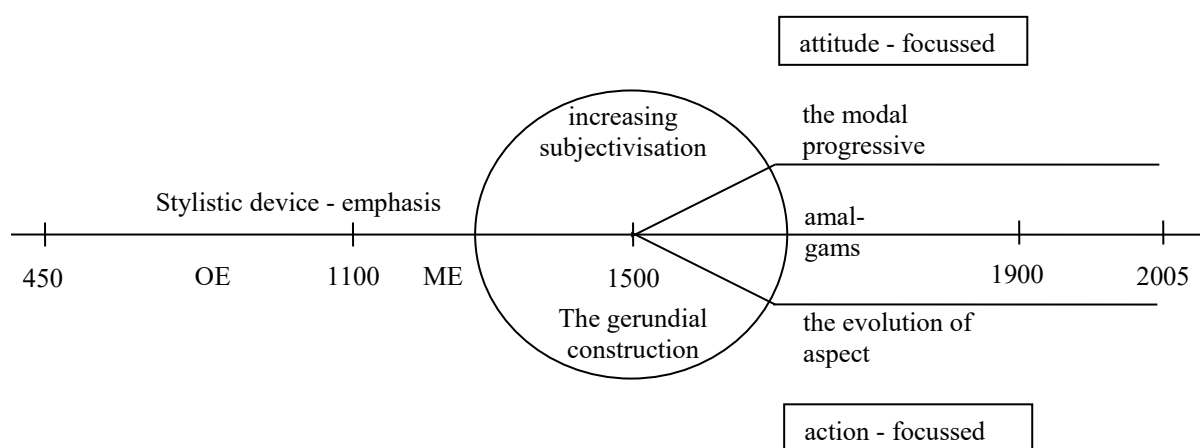 attitude - focussed
increasing
subjectivisation
the modal
progressive
Stylistic device - emphasis
amal-
gams
450
OE
1100
ME
1500
1900
2005
The gerundial
construction
the evolution of
aspect
action - focussed